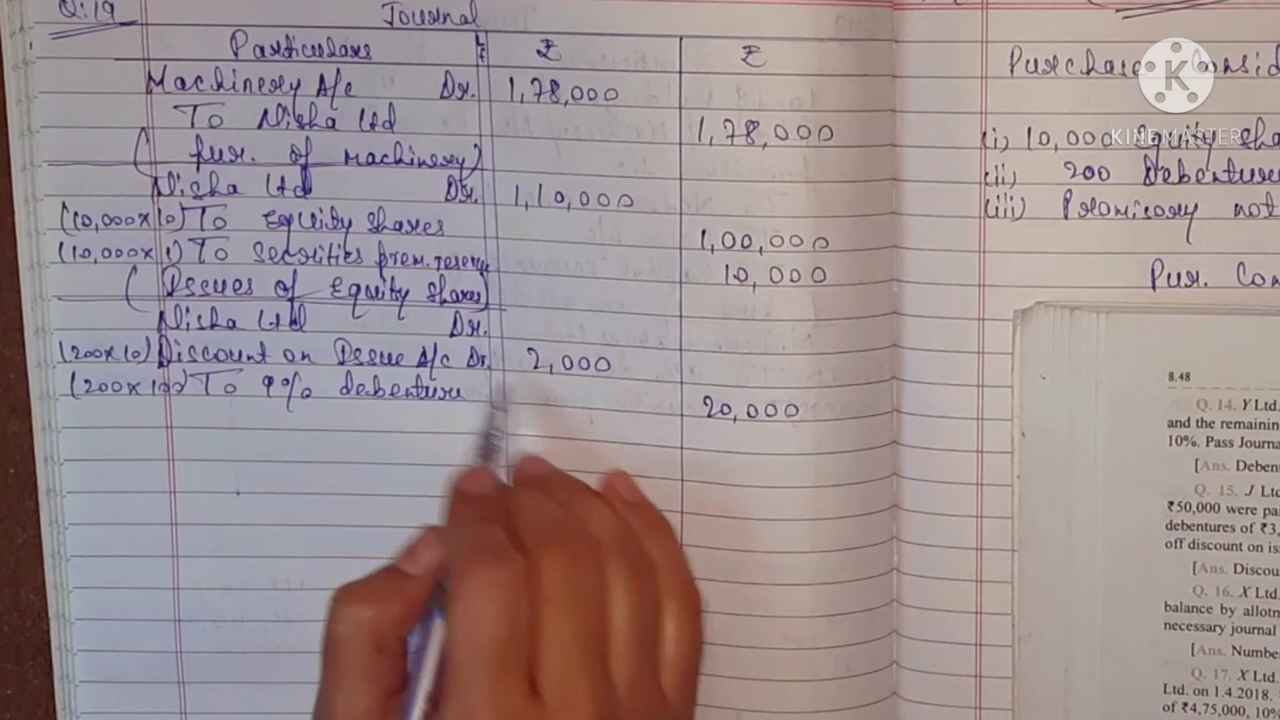 Q:19
Journal
Particulars L/F ₹ ₹
Machinery A/c Dr. 1,78,000
To Nisha Ltd 1,78,000
( Pur. of Machinery)
Nisha Ltd Dr. 1,10,000
(10,000x10) To Equity Shares 1,00,000
(10,000x1) To Securities prem. reserve 10,000
( Issues of Equity Shares)
Nisha Ltd Dr.
(200x10) Discount on Issue A/c Dr. 2,000
(200x100) To 9% debenture 20,000
Purchase Consid
(i) 10,000 Equity sha
(ii) 200 Debenture
(iii) Promicory not
Pur. Con
K
KINEMASTER
8.48
Q. 14. Y Ltd.
and the remainin
10%. Pass Journa
[Ans. Deben
Q. 15. J Ltd
₹50,000 were pa
debentures of ₹3,
off discount on is
[Ans. Discou
Q. 16. X Ltd.
balance by allotm
necessary journal
[Ans. Number
Q. 17. X Ltd.
Ltd. on 1.4.2018.
of ₹4,75,000, 10%